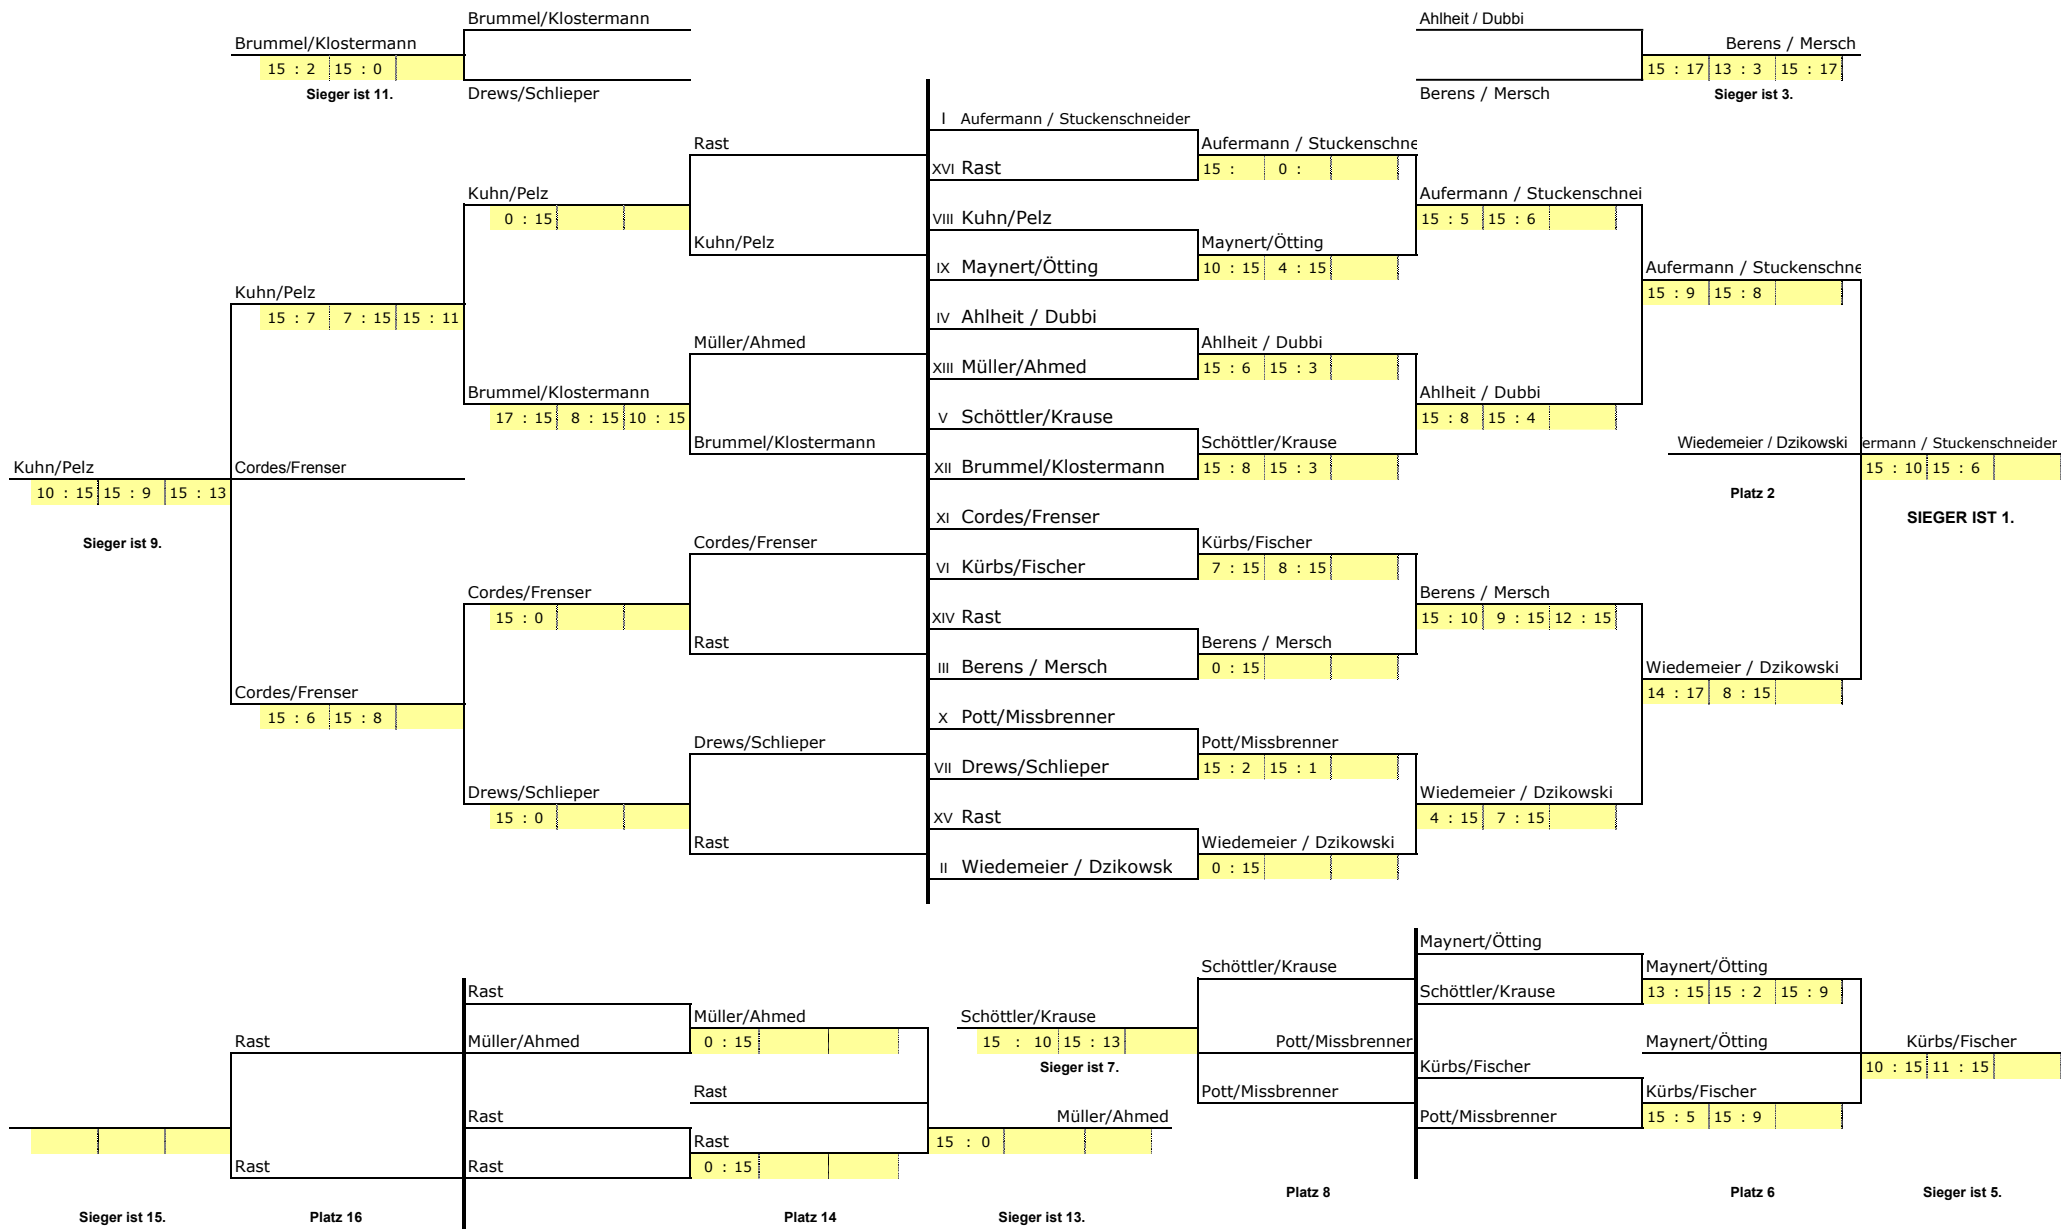 Brummel/Klostermann
Ahlheit / Dubbi
Brummel/Klostermann
Berens / Mersch
15 : 2 15 : 0
15 : 17 13 : 3 15 : 17
Sieger ist 11.
Drews/Schlieper
Berens / Mersch
Sieger ist 3.
I Aufermann / Stuckenschneider
Rast
Aufermann / Stuckenschne
XVI Rast
15 : 0 :
Kuhn/Pelz
Aufermann / Stuckenschnei
0 : 15
VIII Kuhn/Pelz
15 : 5 15 : 6
Kuhn/Pelz
Maynert/Ötting
IX Maynert/Ötting
10 : 15 4 : 15
Aufermann / Stuckenschne
Kuhn/Pelz
15 : 9 15 : 8
15 : 7 7 : 15 15 : 11
IV Ahlheit / Dubbi
Müller/Ahmed
Ahlheit / Dubbi
XIII Müller/Ahmed
15 : 6 15 : 3
Brummel/Klostermann
Ahlheit / Dubbi
17 : 15 8 : 15 10 : 15
V Schöttler/Krause
15 : 8 15 : 4
Brummel/Klostermann
Schöttler/Krause
Wiedemeier / Dzikowski
ermann / Stuckenschneider
Kuhn/Pelz
Cordes/Frenser
XII Brummel/Klostermann
15 : 8 15 : 3
15 : 10 15 : 6
10 : 15 15 : 9 15 : 13
Platz 2
XI Cordes/Frenser
SIEGER IST 1.
Sieger ist 9.
Cordes/Frenser
Kürbs/Fischer
VI Kürbs/Fischer
7 : 15 8 : 15
Cordes/Frenser
Berens / Mersch
15 : 0
XIV Rast
15 : 10 9 : 15 12 : 15
Rast
Berens / Mersch
III Berens / Mersch
0 : 15
Wiedemeier / Dzikowski
Cordes/Frenser
14 : 17 8 : 15
15 : 6 15 : 8
X Pott/Missbrenner
Drews/Schlieper
Pott/Missbrenner
VII Drews/Schlieper
15 : 2 15 : 1
Drews/Schlieper
Wiedemeier / Dzikowski
15 : 0
XV Rast
4 : 15 7 : 15
Rast
Wiedemeier / Dzikowski
II Wiedemeier / Dzikowsk
0 : 15
Maynert/Ötting
Schöttler/Krause
Maynert/Ötting
Rast
Schöttler/Krause
13 : 15 15 : 2 15 : 9
Müller/Ahmed
Schöttler/Krause
Rast
Müller/Ahmed
0 : 15
15 : 10 15 : 13
Pott/Missbrenner
Maynert/Ötting
Kürbs/Fischer
Sieger ist 7.
Kürbs/Fischer
10 : 15 11 : 15
Rast
Pott/Missbrenner
Kürbs/Fischer
Rast
Müller/Ahmed
Pott/Missbrenner
15 : 5 15 : 9
Rast
15 : 0
Rast
Rast
0 : 15
Platz 8
Platz 6
Sieger ist 5.
Sieger ist 15.
Platz 16
Platz 14
Sieger ist 13.